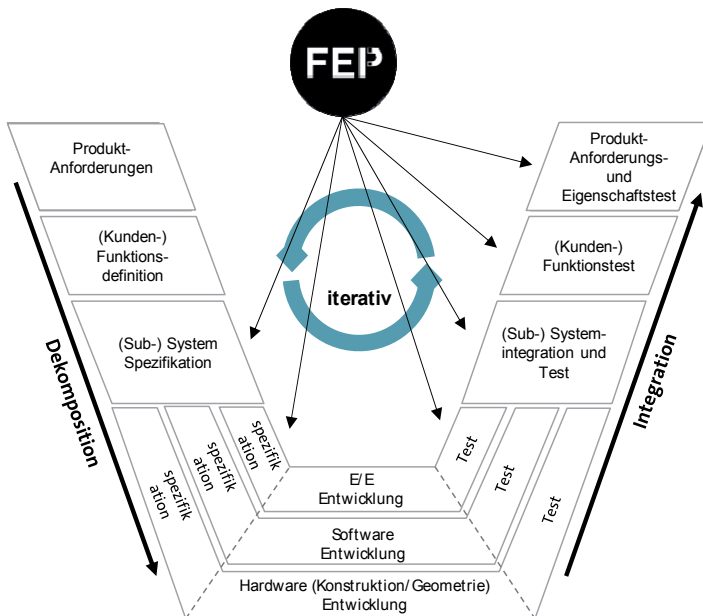 FEP
Produkt-
Anforderungen
(Kunden-)
Funktions-
definition
(Sub-) System
Spezifikation
Dekomposition
spezifik
ation
spezifik
ation
spezifik
ation
iterativ
E/E
Entwicklung
Software
Entwicklung
Hardware (Konstruktion/Geometrie)
Entwicklung
Produkt-
Anforderungs-
und
Eigenschaftstest
(Kunden-)
Funktionstest
(Sub-) System-
integration und
Test
Test
Test
Test
Integration